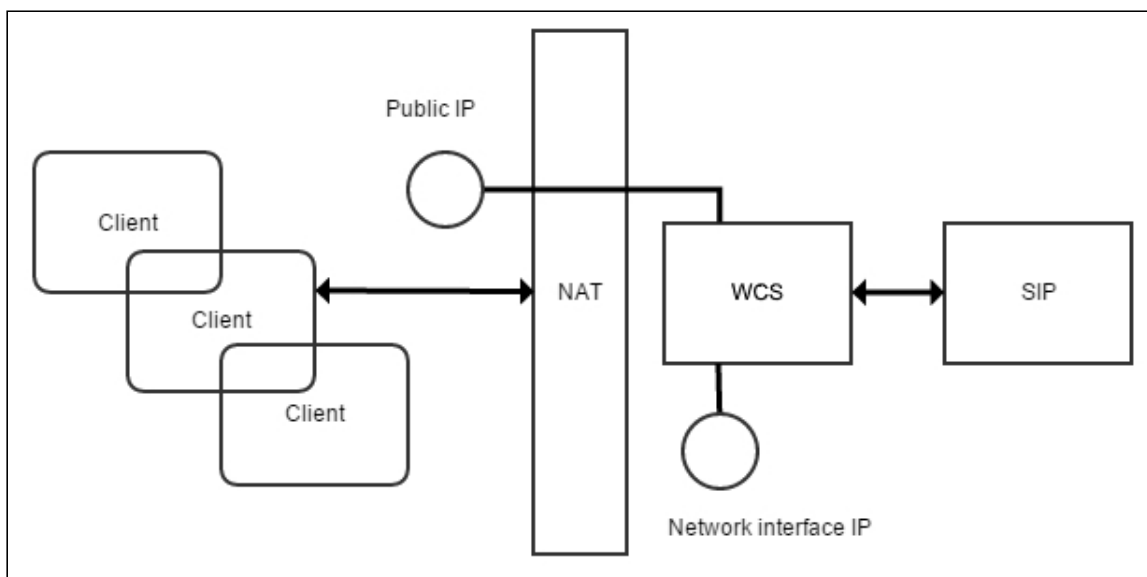 Public IP
Client
Client
Client
NAT
WCS
SIP
Network interface IP